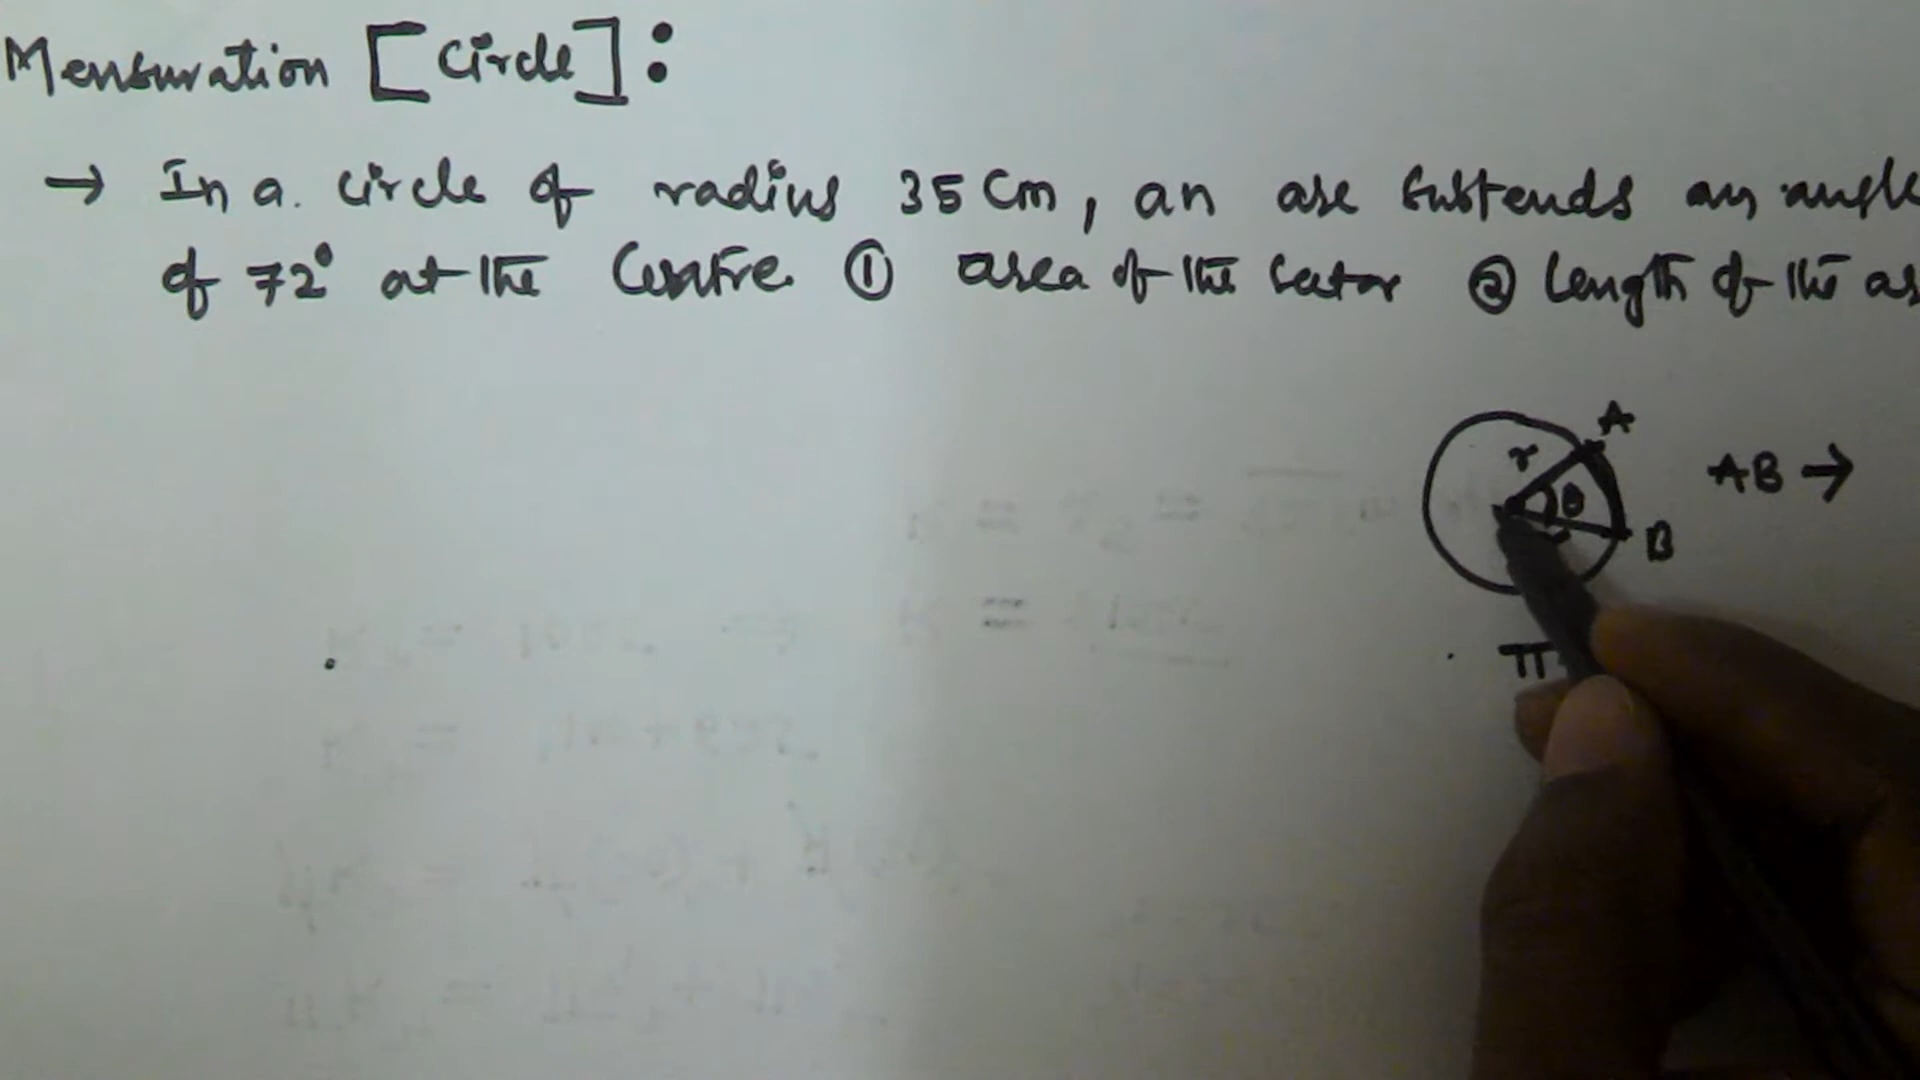 Mensuration [Circle]:
→ In a. circle of radius 35 Cm, an arc subtends an angle
of 72° at the Centre ① area of the sector ② length of the ar
A
r
θ
AB →
B
π